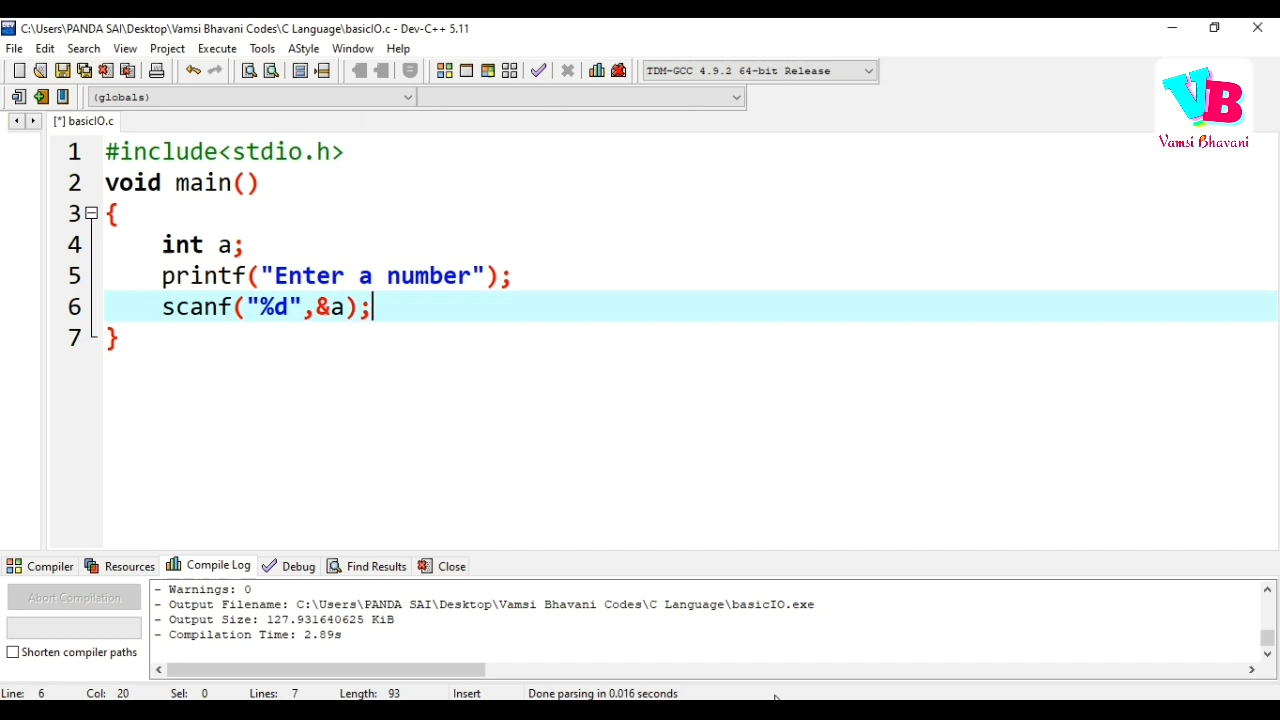 C:\Users\PANDA SAI\Desktop\Vamsi Bhavani Codes\C Language\basicIO.c - Dev-C++ 5.11
File Edit Search View Project Execute Tools AStyle Window Help
TDM-GCC 4.9.2 64-bit Release
(globals)
VB
Vamsi Bhavani
[*] basicIO.c
1 #include<stdio.h>
2 void main()
3 {
4 int a;
5 printf("Enter a number");
6 scanf("%d",&a);
7 }
Compiler Resources Compile Log Debug Find Results Close
Abort Compilation
Shorten compiler paths
- Warnings: 0
- Output Filename: C:\Users\PANDA SAI\Desktop\Vamsi Bhavani Codes\C Language\basicIO.exe
- Output Size: 127.931640625 KiB
- Compilation Time: 2.89s
Line: 6 Col: 20 Sel: 0 Lines: 7 Length: 93 Insert Done parsing in 0.016 seconds